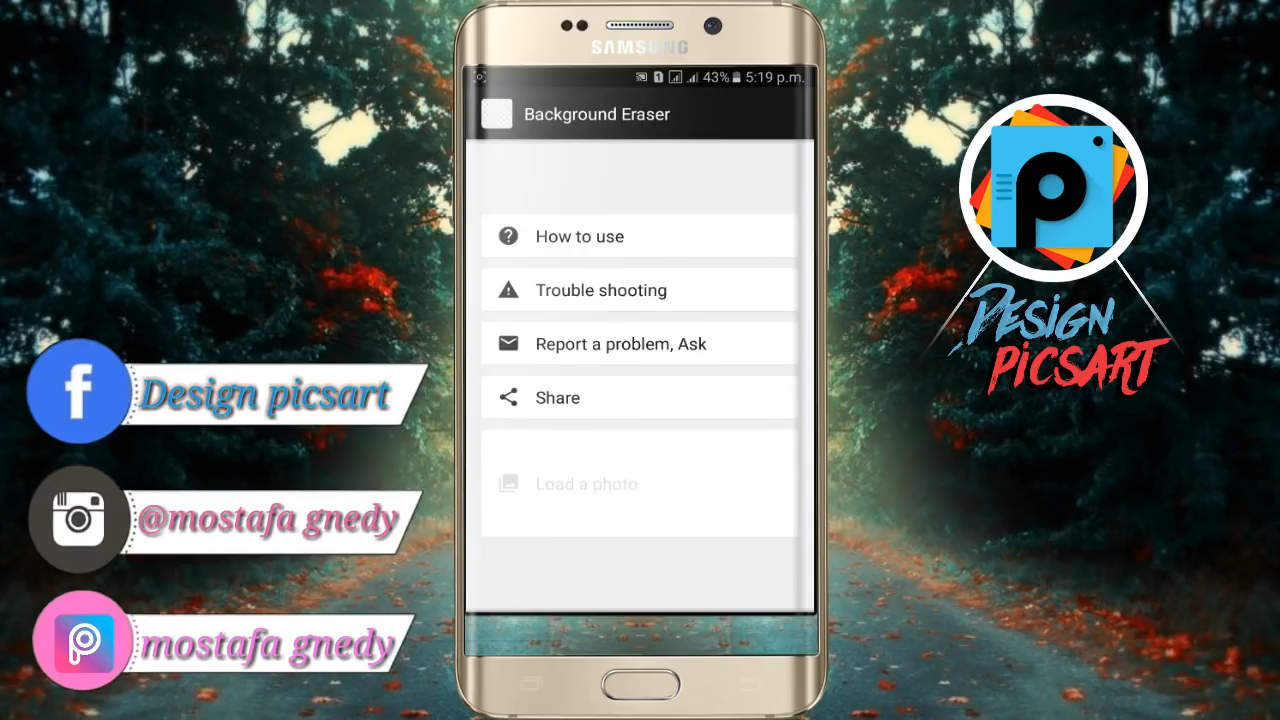 SAMSUNG
1 43% 5:19 p.m.
Background Eraser
How to use
Trouble shooting
Report a problem, Ask
Share
Load a photo
Design picsart
@mostafa gnedy
mostafa gnedy
DESIGN
PICSART